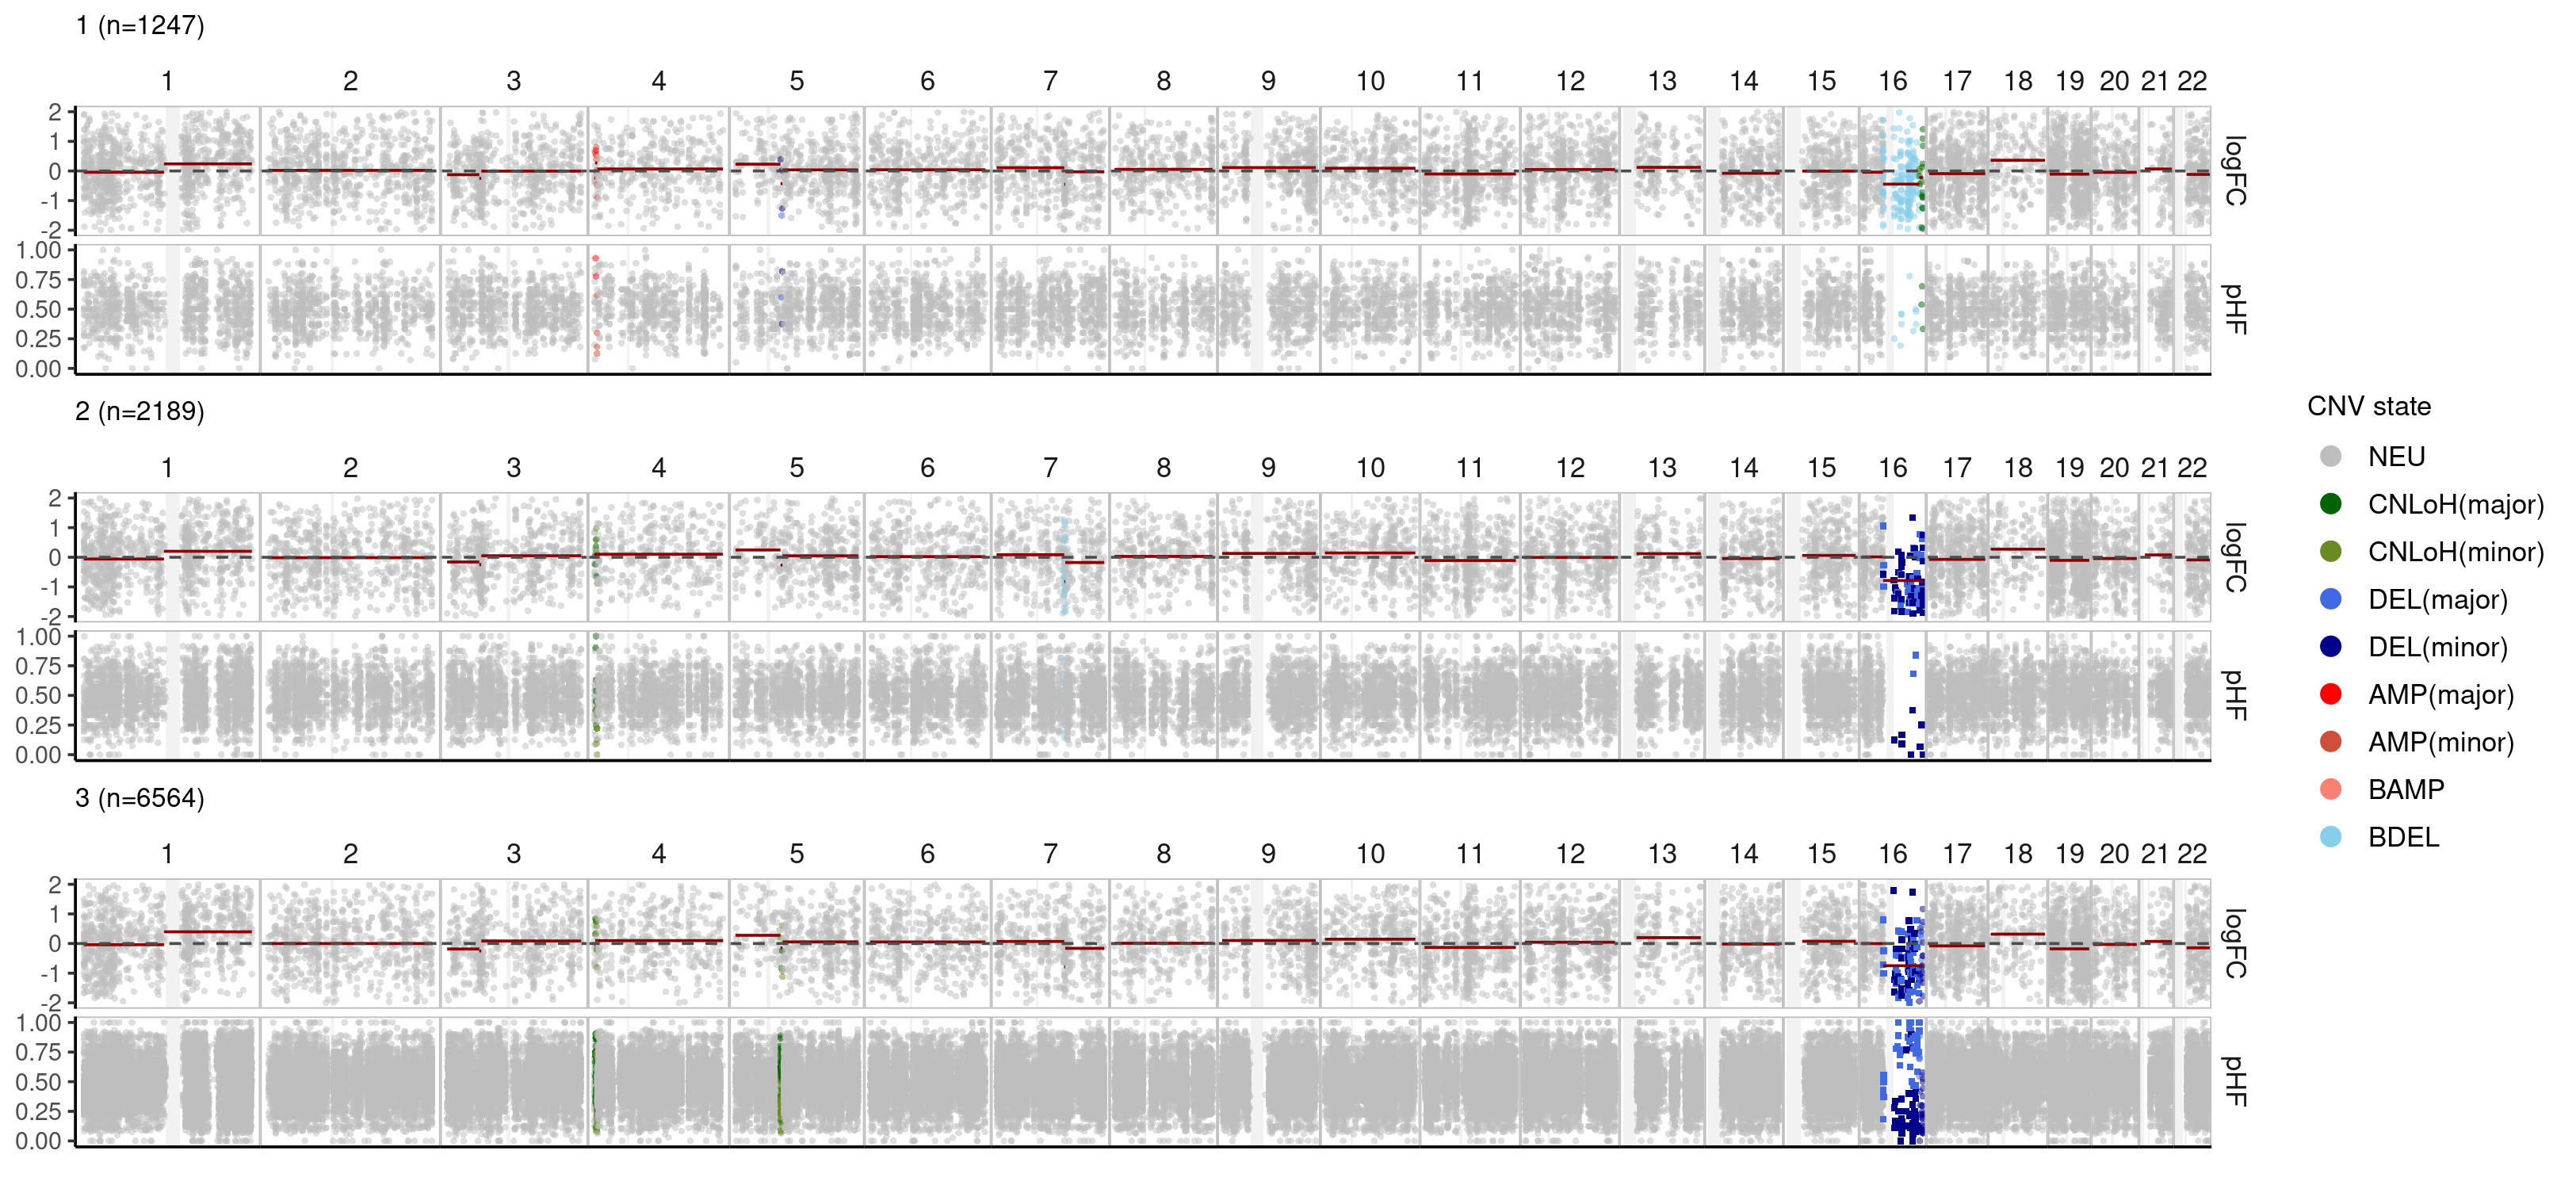 1 (n=1247)
1 2 3 4 5 6 7 8 9 10 11 12 13 14 15 16 17 18 19 20 21 22
2
1
0
-1
-2
logFC
1.00
0.75
0.50
0.25
0.00
pHF
2 (n=2189)
1 2 3 4 5 6 7 8 9 10 11 12 13 14 15 16 17 18 19 20 21 22
2
1
0
-1
-2
logFC
1.00
0.75
0.50
0.25
0.00
pHF
3 (n=6564)
1 2 3 4 5 6 7 8 9 10 11 12 13 14 15 16 17 18 19 20 21 22
2
1
0
-1
-2
logFC
1.00
0.75
0.50
0.25
0.00
pHF
CNV state
NEU
CNLoH(major)
CNLoH(minor)
DEL(major)
DEL(minor)
AMP(major)
AMP(minor)
BAMP
BDEL